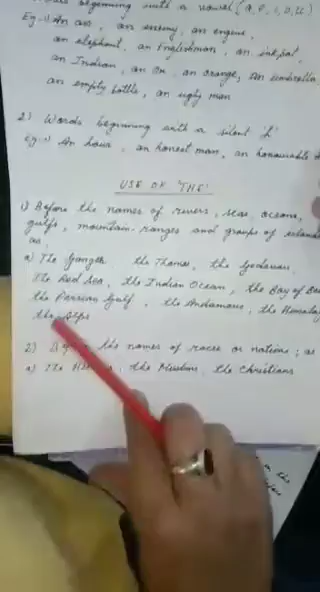 beginning with a vowel (a, e, i, o, u)
Eg. 1) An ass, an enemy, an engine,
an elephant, an Englishman, an inkpot,
an Indian, an ox, an orange, An umbrella
an empty bottle, an ugly man
2) Words beginning with a silent 'h'
Eg. 1) An hour, an honest man, an honourable
USE OF 'THE'
1) Before the names of rivers, seas, oceans,
gulfs, mountain-ranges and groups of
as
a) The Ganges the Thames, the Godavari
The Red Sea, the Indian Ocean, the Bay of
the Persian Gulf, the Andamans, the
the Alps
2) the names of races or nations; as
a) The the Muslims, the Christians
in the